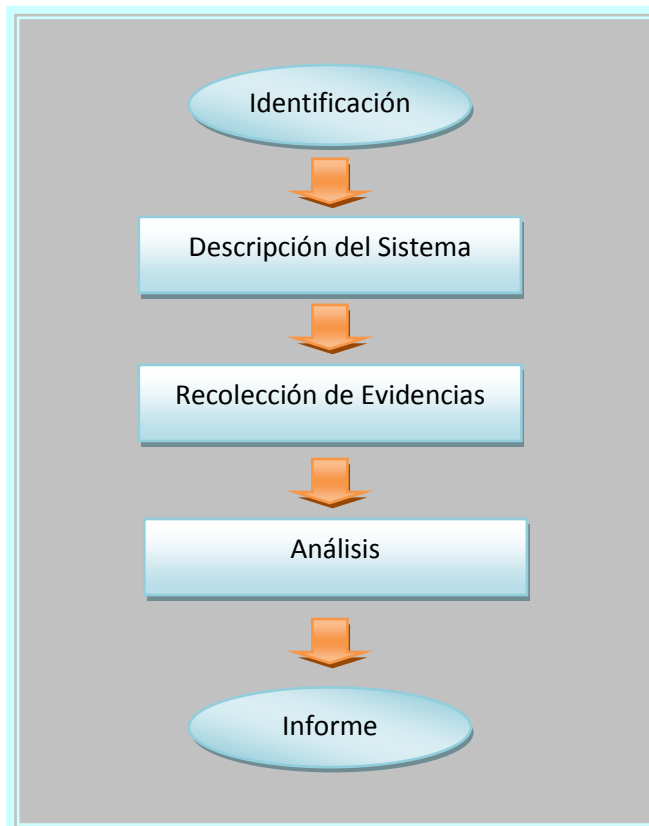 Identificación
Descripción del Sistema
Recolección de Evidencias
Análisis
Informe